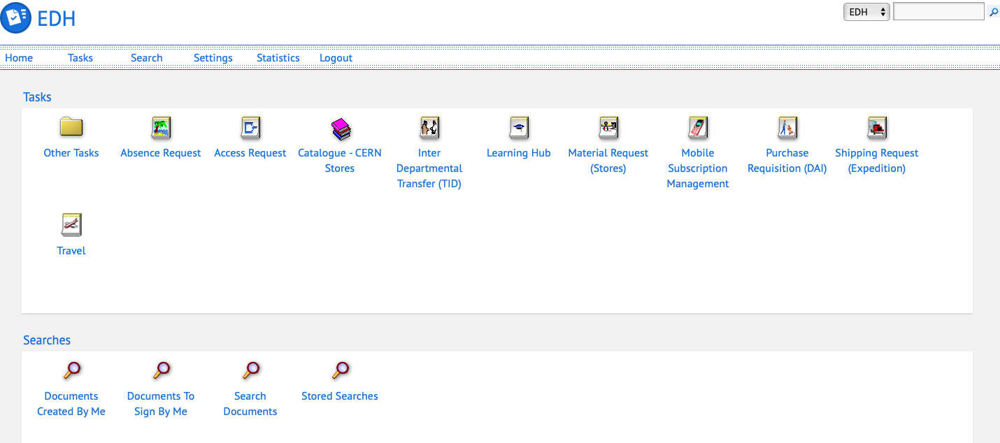 EDH
EDH
Home Tasks Search Settings Statistics Logout
Tasks
Other Tasks
Absence Request
Access Request
Catalogue - CERN
Stores
Inter
Departmental
Transfer (TID)
Learning Hub
Material Request
(Stores)
Mobile
Subscription
Management
Purchase
Requisition (DAI)
Shipping Request
(Expedition)
Travel
Searches
Documents
Created By Me
Documents To
Sign By Me
Search
Documents
Stored Searches